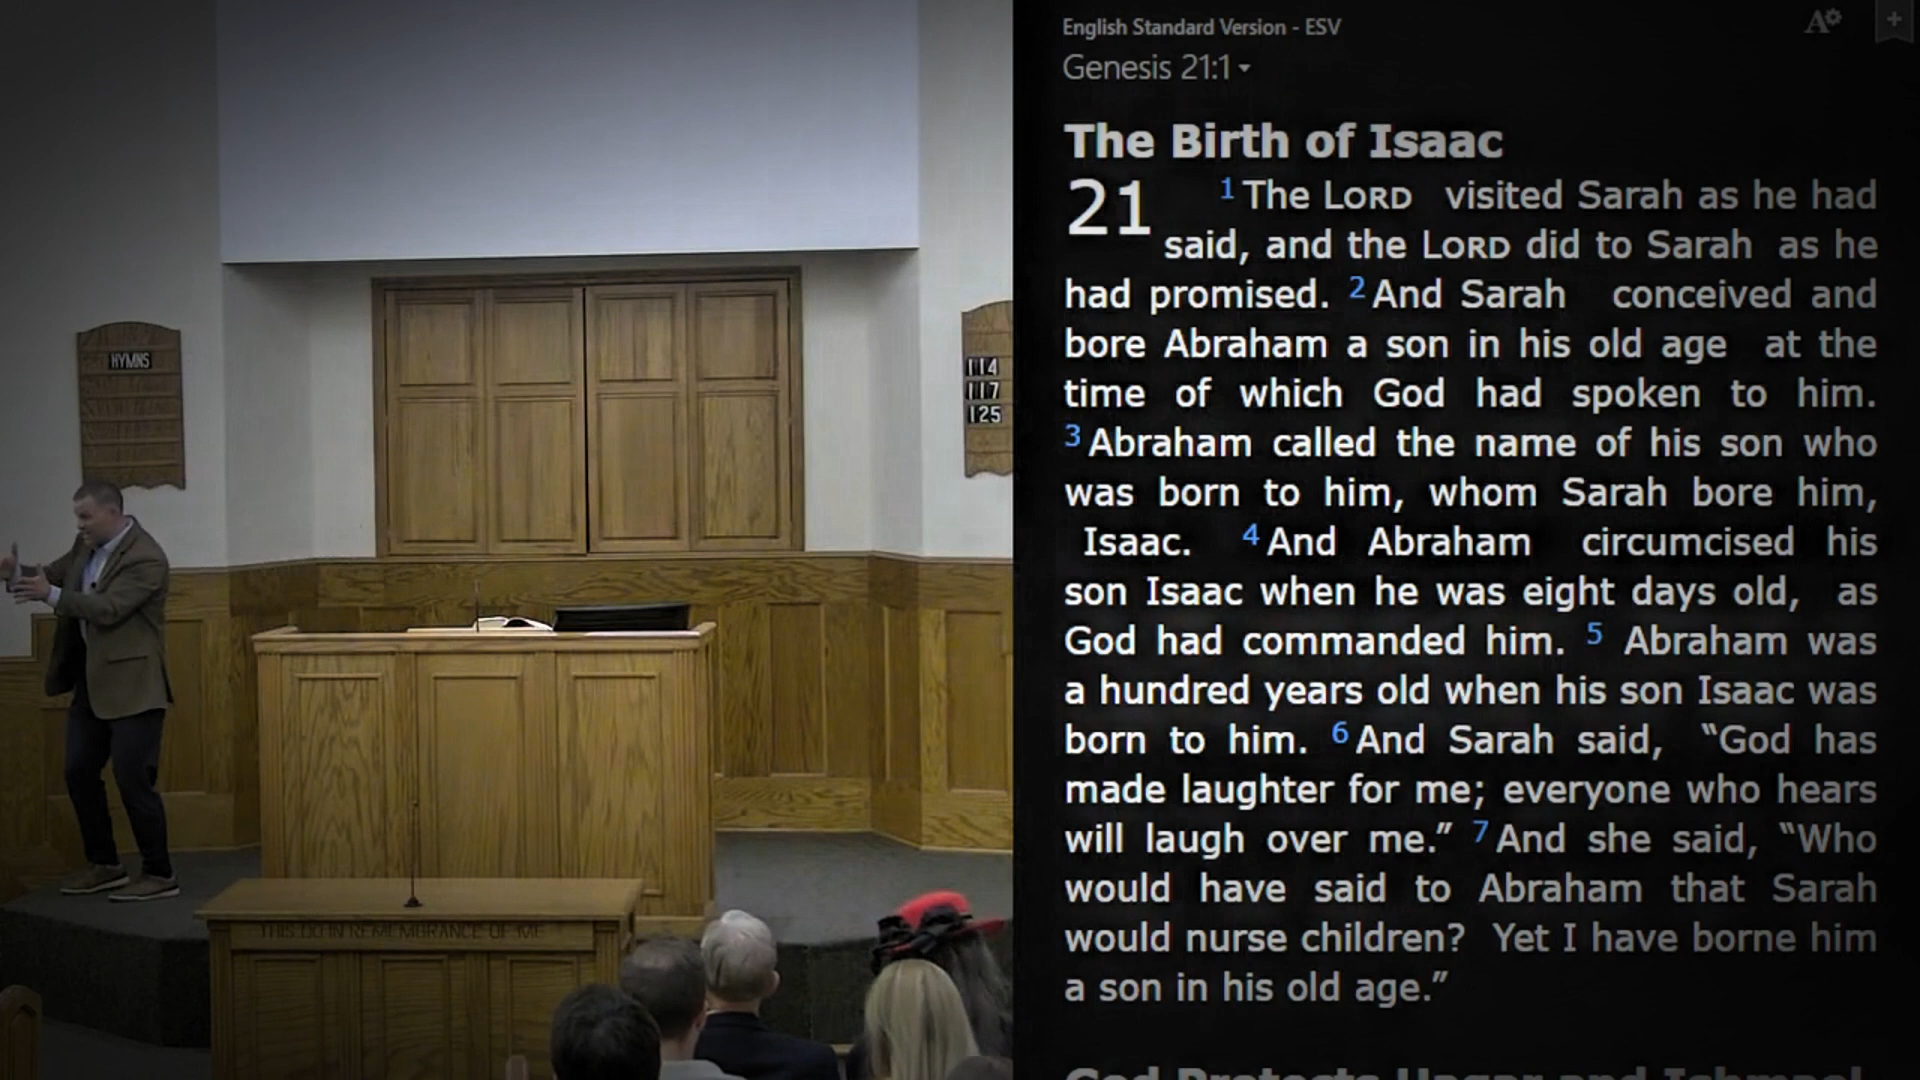 HYMNS
114
117
125
THIS DO IN REMEMBRANCE OF ME
English Standard Version - ESV
Genesis 21:1
The Birth of Isaac
21 1 The LORD visited Sarah as he had
said, and the LORD did to Sarah as he
had promised. 2 And Sarah conceived and
bore Abraham a son in his old age at the
time of which God had spoken to him.
3 Abraham called the name of his son who
was born to him, whom Sarah bore him,
Isaac. 4 And Abraham circumcised his
son Isaac when he was eight days old, as
God had commanded him. 5 Abraham was
a hundred years old when his son Isaac was
born to him. 6 And Sarah said, “God has
made laughter for me; everyone who hears
will laugh over me.” 7 And she said, “Who
would have said to Abraham that Sarah
would nurse children? Yet I have borne him
a son in his old age.”
God Protects Hagar and Ishmael